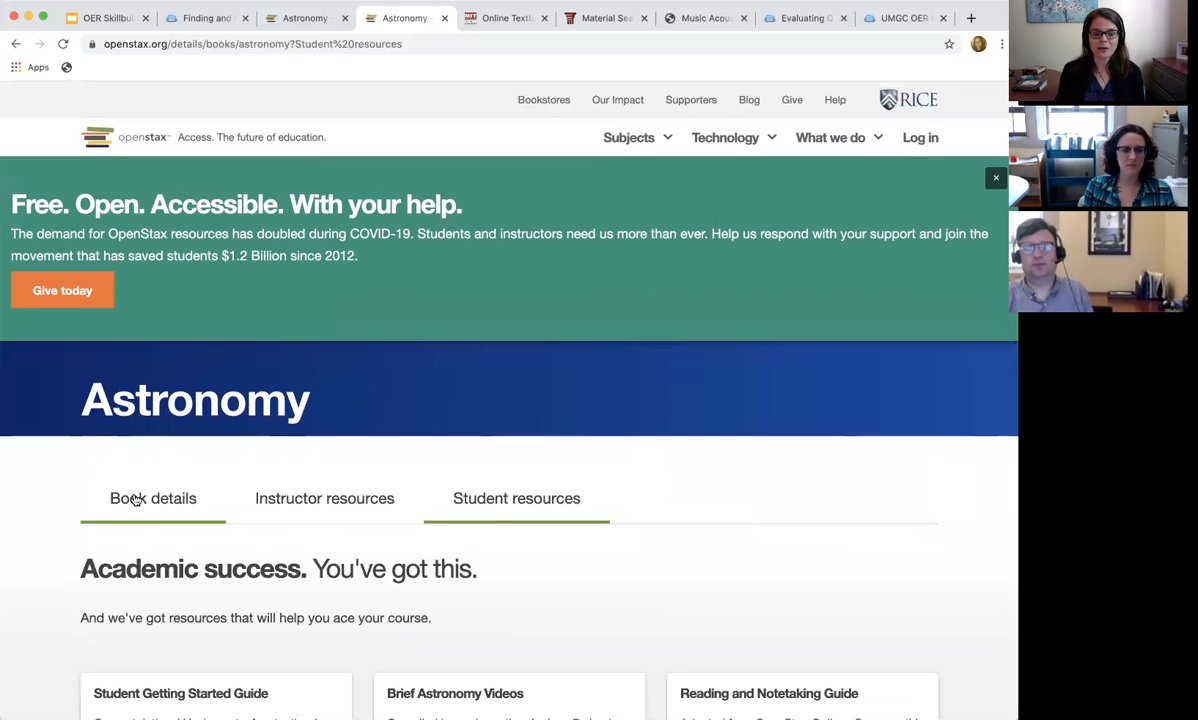 OER Skillbui
Finding and
Astronomy
Astronomy
Online Textb
Material Sea
Music Acou
Evaluating O
UMGC OER
openstax.org/details/books/astronomy?Student%20resources
Apps
Bookstores Our Impact Supporters Blog Give Help RICE
openstax Access. The future of education.
Subjects Technology What we do Log in
Free. Open. Accessible. With your help.
The demand for OpenStax resources has doubled during COVID-19. Students and instructors need us more than ever. Help us respond with your support and join the
movement that has saved students $1.2 Billion since 2012.
Give today
Astronomy
Book details Instructor resources Student resources
Academic success. You've got this.
And we've got resources that will help you ace your course.
Student Getting Started Guide
Brief Astronomy Videos
Reading and Notetaking Guide